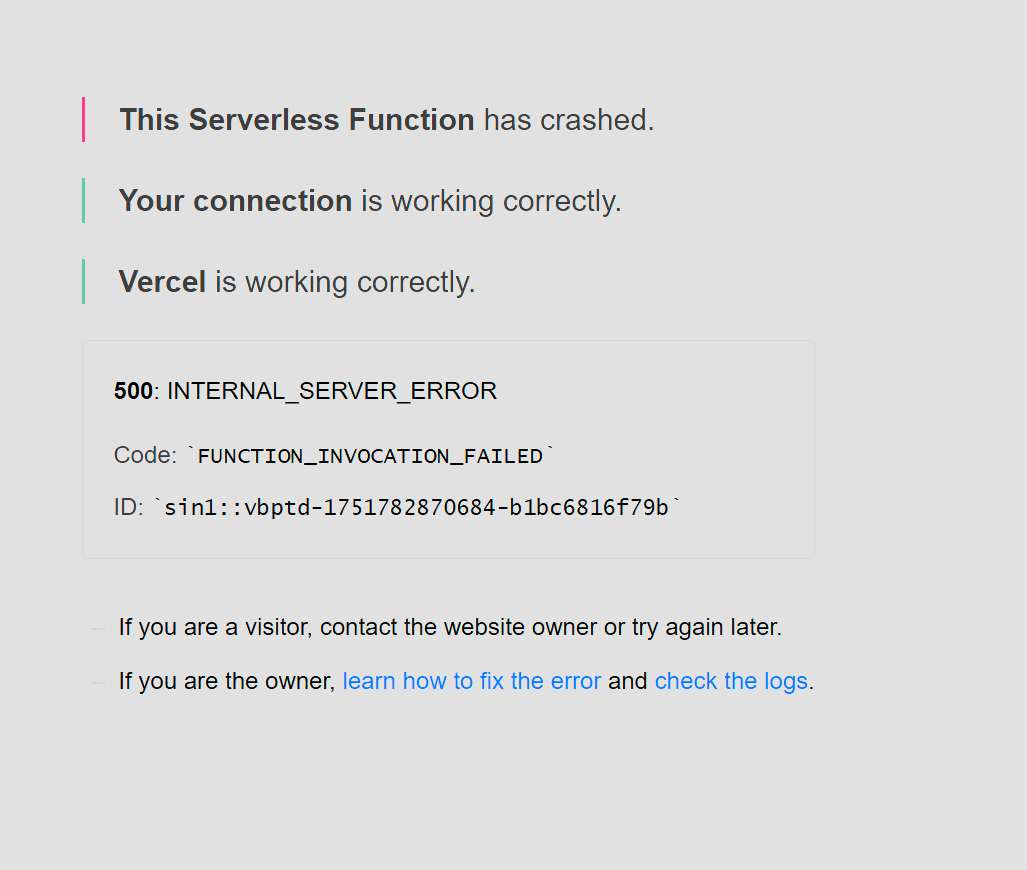 This Serverless Function has crashed.
Your connection is working correctly.
Vercel is working correctly.
500: INTERNAL_SERVER_ERROR
Code: `FUNCTION_INVOCATION_FAILED`
ID: `sin1::vbptd-1751782870684-b1bc6816f79b`
If you are a visitor, contact the website owner or try again later.
If you are the owner, learn how to fix the error and check the logs.